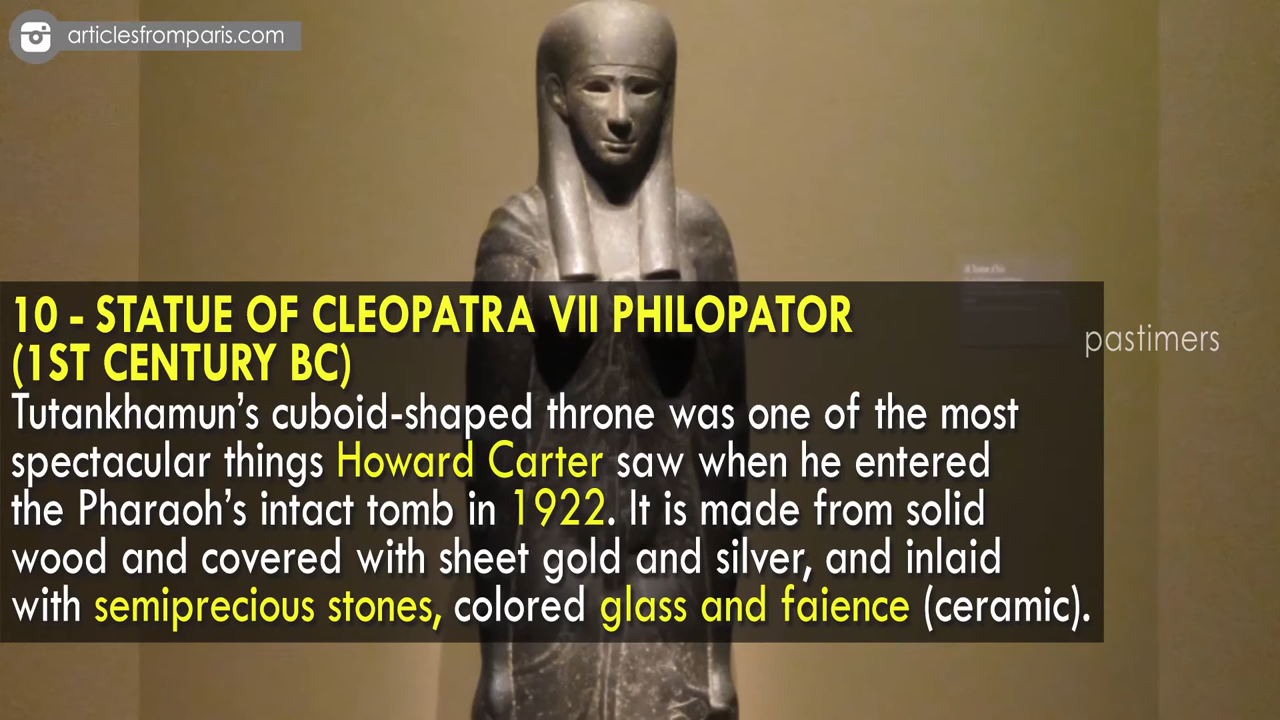 articlesfromparis.com
10 - STATUE OF CLEOPATRA VII PHILOPATOR
(1ST CENTURY BC)
pastimers
Tutankhamun’s cuboid-shaped throne was one of the most
spectacular things Howard Carter saw when he entered
the Pharaoh’s intact tomb in 1922. It is made from solid
wood and covered with sheet gold and silver, and inlaid
with semiprecious stones, colored glass and faience (ceramic).